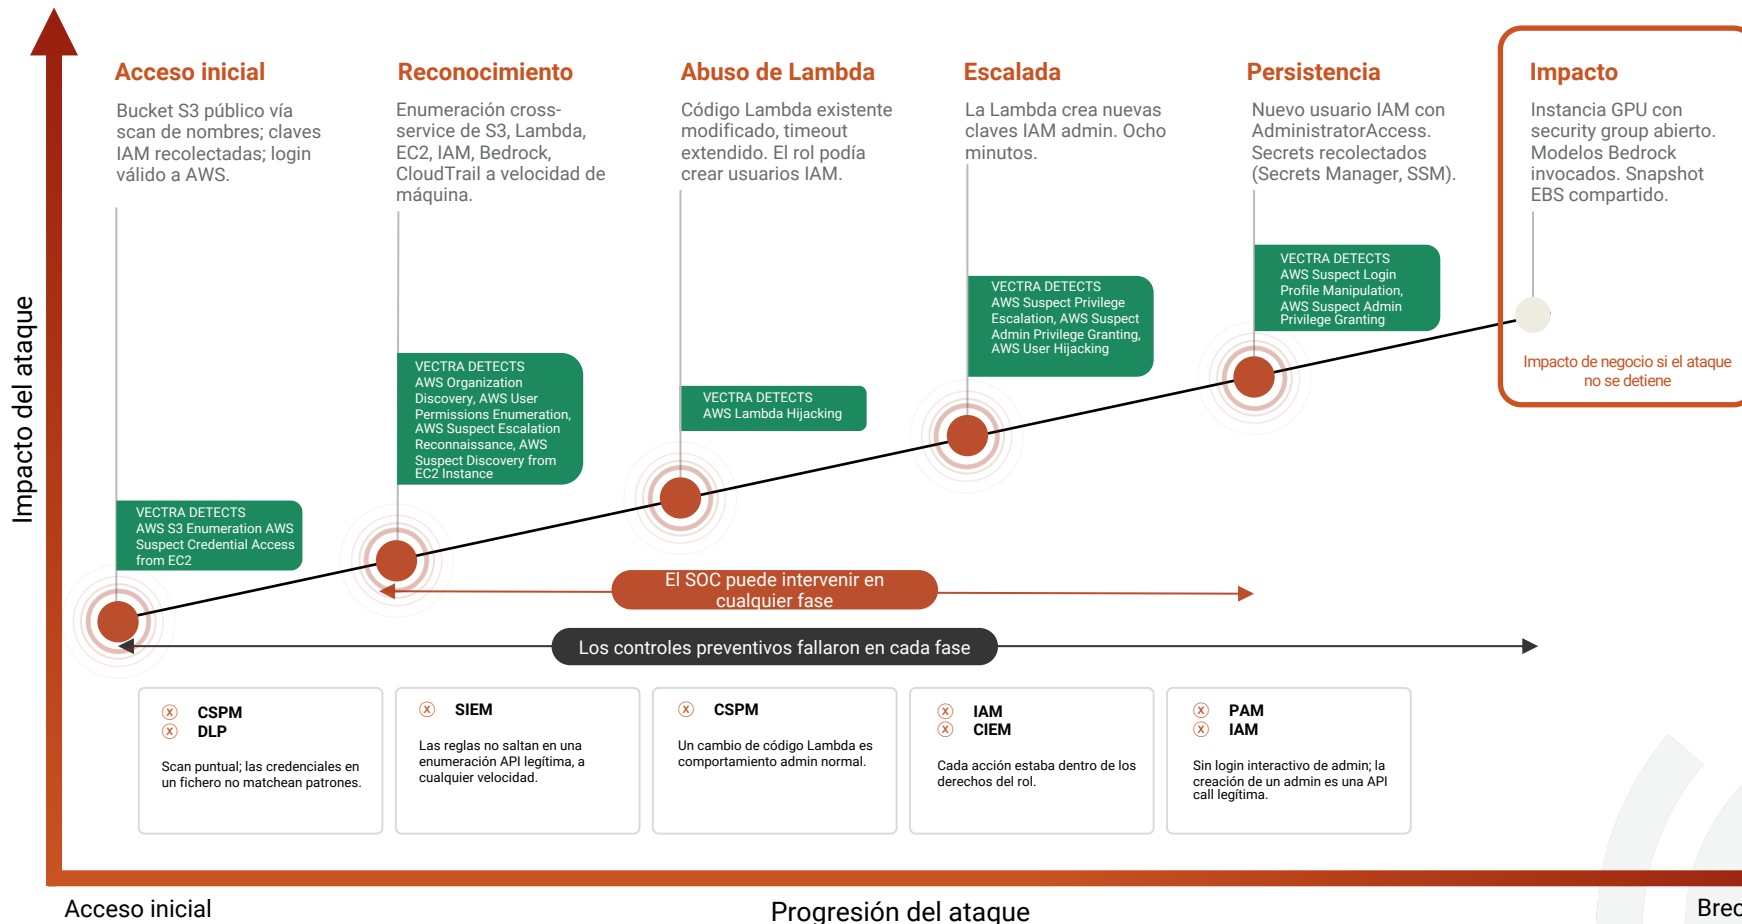 Acceso inicial
Bucket S3 público vía
scan de nombres; claves
IAM recolectadas; login
válido a AWS.
Reconocimiento
Enumeración cross-
service de S3, Lambda,
EC2, IAM, Bedrock,
CloudTrail a velocidad de
máquina.
Abuso de Lambda
Código Lambda existente
modificado, timeout
extendido. El rol podía
crear usuarios IAM.
Escalada
La Lambda crea nuevas
claves IAM admin. Ocho
minutos.
Persistencia
Nuevo usuario IAM con
AdministratorAccess.
Secrets recolectados
(Secrets Manager, SSM).
Impacto
Instancia GPU con
security group abierto.
Modelos Bedrock
invocados. Snapshot
EBS compartido.
Impacto del ataque
VECTRA DETECTS
AWS S3 Enumeration AWS
Suspect Credential Access
from EC2
VECTRA DETECTS
AWS Organization
Discovery, AWS User
Permissions Enumeration,
AWS Suspect Escalation
Reconnaissance, AWS
Suspect Discovery from
EC2 Instance
VECTRA DETECTS
AWS Lambda Hijacking
VECTRA DETECTS
AWS Suspect Privilege
Escalation, AWS Suspect
Admin Privilege Granting,
AWS User Hijacking
VECTRA DETECTS
AWS Suspect Login
Profile Manipulation,
AWS Suspect Admin
Privilege Granting
Impacto de negocio si el ataque
no se detiene
El SOC puede intervenir en
cualquier fase
Los controles preventivos fallaron en cada fase
x CSPM
x DLP
Scan puntual; las credenciales en
un fichero no matchean patrones.
x SIEM
Las reglas no saltan en una
enumeración API legítima, a
cualquier velocidad.
x CSPM
Un cambio de código Lambda es
comportamiento admin normal.
x IAM
x CIEM
Cada acción estaba dentro de los
derechos del rol.
x PAM
x IAM
Sin login interactivo de admin; la
creación de un admin es una API
call legítima.
Acceso inicial
Progresión del ataque
Brec